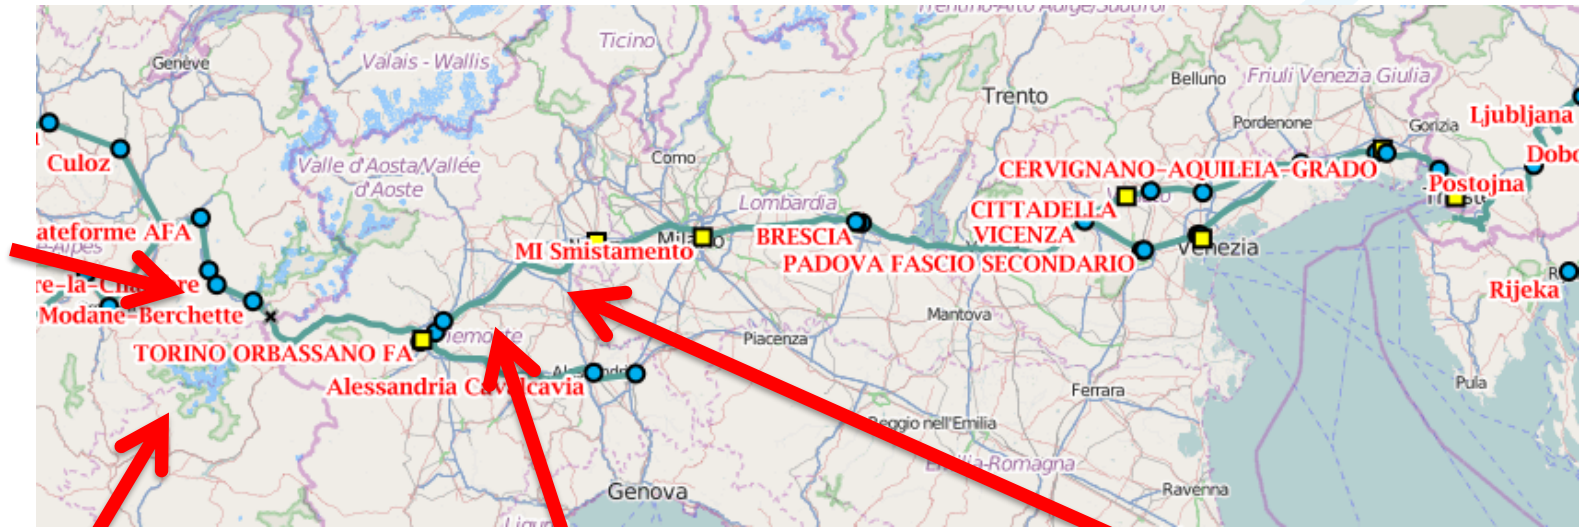 Trentino-Alto Adige/Südtirol
Genève
Valais - Wallis
Ticino
Belluno
Friuli Venezia Giulia
Trento
Pordenone
Gorizia
Ljubljana
Culoz
Valle d'Aosta/Vallée
d'Aoste
Como
CERVIGNANO-AQUILEIA-GRADO
Dobo
Postojna
Lombardia
CITTADELLA
VICENZA
ateforme AFA
MI Smistamento
BRESCIA
PADOVA FASCIO SECONDARIO
Venezia
Rijeka
Modane-Berchette
Mantova
Piemonte
Piacenza
TORINO ORBASSANO FA
Alessandria Cavalcavia
Ferrara
Pula
Reggio nell'Emilia
Emilia-Romagna
Genova
Ravenna